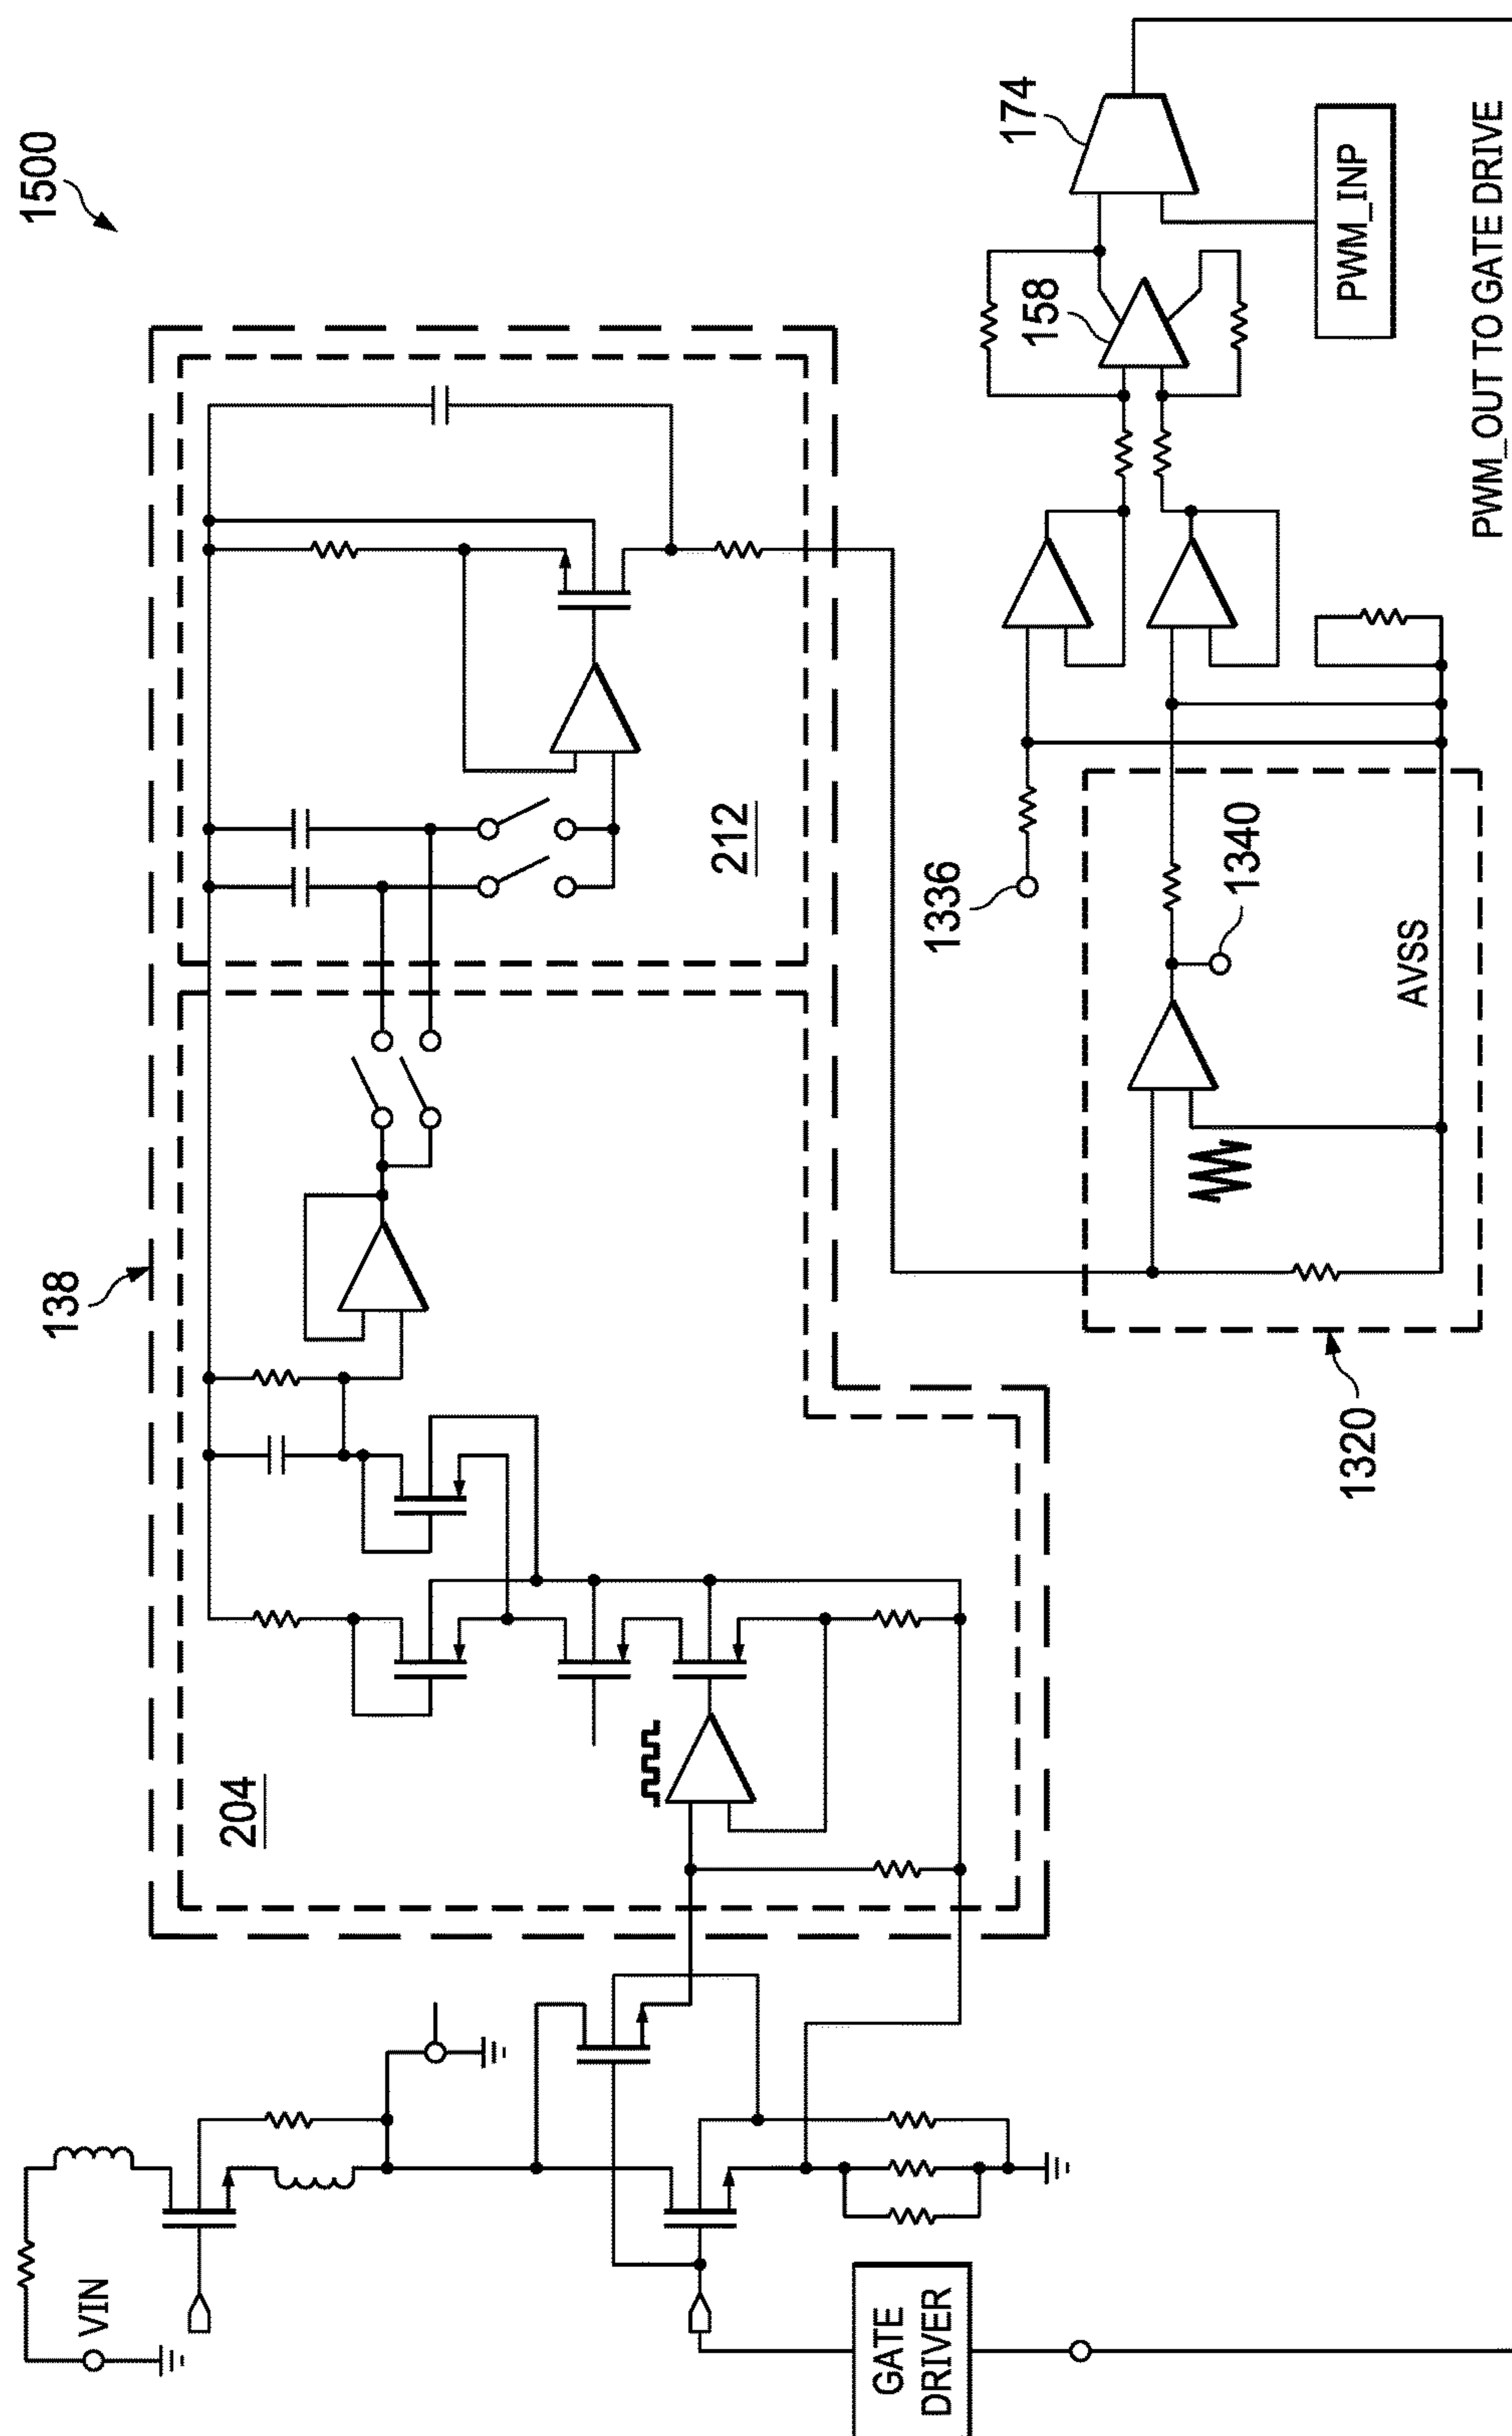 1500
138
204
212
VIN
GATE
DRIVER
174
158
PWM_INP
1336
1340
AVSS
1320
PWM_OUT TO GATE DRIVE